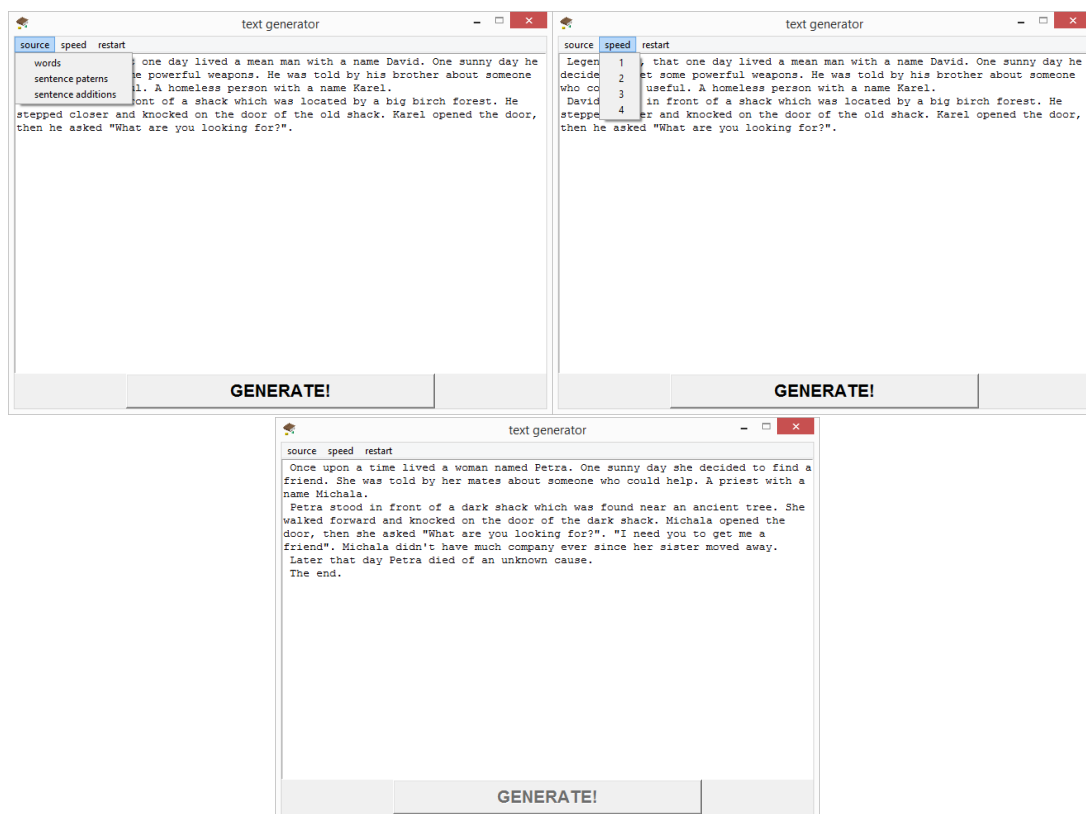 text generator
source speed restart
words
sentence paterns
sentence additions
one day lived a mean man with a name David. One sunny day he
e powerful weapons. He was told by his brother about someone
l. A homeless person with a name Karel.
ront of a shack which was located by a big birch forest. He
stepped closer and knocked on the door of the old shack. Karel opened the door,
then he asked "What are you looking for?".
GENERATE!
text generator
source speed restart
1
2
3
4
Legen , that one day lived a mean man with a name David. One sunny day he
decide et some powerful weapons. He was told by his brother about someone
who co useful. A homeless person with a name Karel.
David in front of a shack which was located by a big birch forest. He
steppe er and knocked on the door of the old shack. Karel opened the door,
then he asked "What are you looking for?".
GENERATE!
text generator
source speed restart
Once upon a time lived a woman named Petra. One sunny day she decided to find a
friend. She was told by her mates about someone who could help. A priest with a
name Michala.
Petra stood in front of a dark shack which was found near an ancient tree. She
walked forward and knocked on the door of the dark shack. Michala opened the
door, then she asked "What are you looking for?". "I need you to get me a
friend". Michala didn't have much company ever since her sister moved away.
Later that day Petra died of an unknown cause.
The end.
GENERATE!